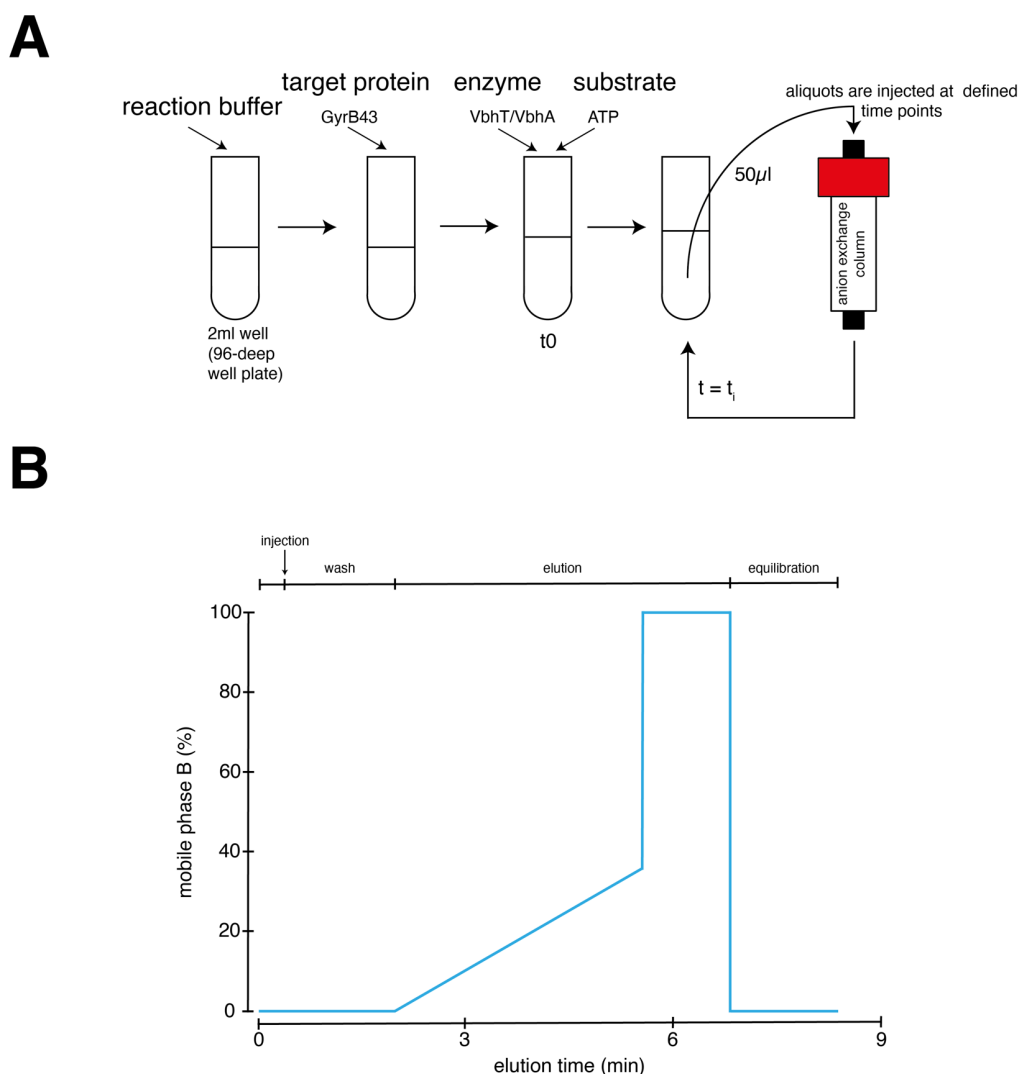 A
target protein
enzyme
substrate
reaction buffer
GyrB43
VbhT/VbhA
ATP
aliquots are injected at defined
time points
50µl
anion exchange
column
2ml well
(96-deep
well plate)
t0
t = ti
B
injection
wash
elution
equilibration
100
80
60
40
20
0
mobile phase B (%)
0
3
6
9
elution time (min)